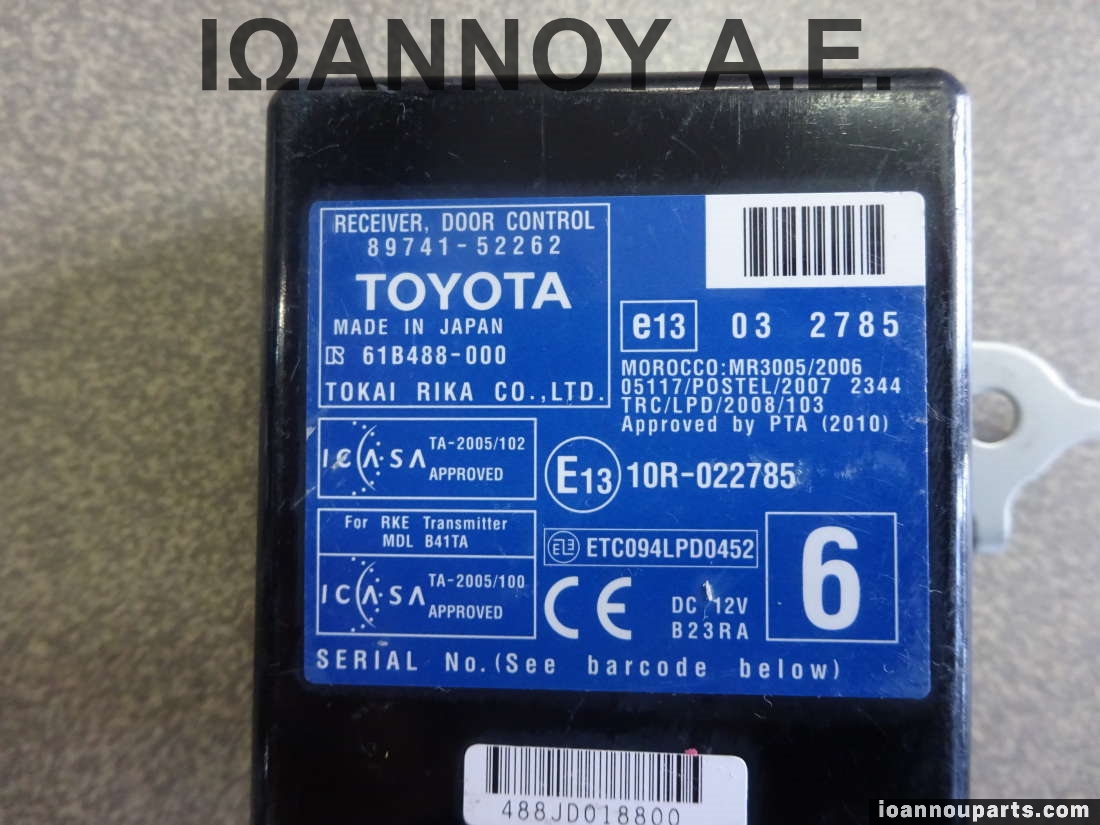 ΙΩΑΝΝΟΥ Α.Ε.
RECEIVER, DOOR CONTROL
89741-52262
TOYOTA
MADE IN JAPAN
61B488-000
TOKAI RIKA CO.,LTD.
e13 03 2785
MOROCCO:MR3005/2006
05117/POSTEL/2007 2344
TRC/LPD/2008/103
Approved by PTA (2010)
ICASA TA-2005/102
APPROVED
E13 10R-022785
For RKE Transmitter
MDL B41TA
ICASA TA-2005/100
APPROVED
ETC094LPD0452
CE
DC 12V
B23RA
6
SERIAL No.(See barcode below)
488JD018800
ioannouparts.com